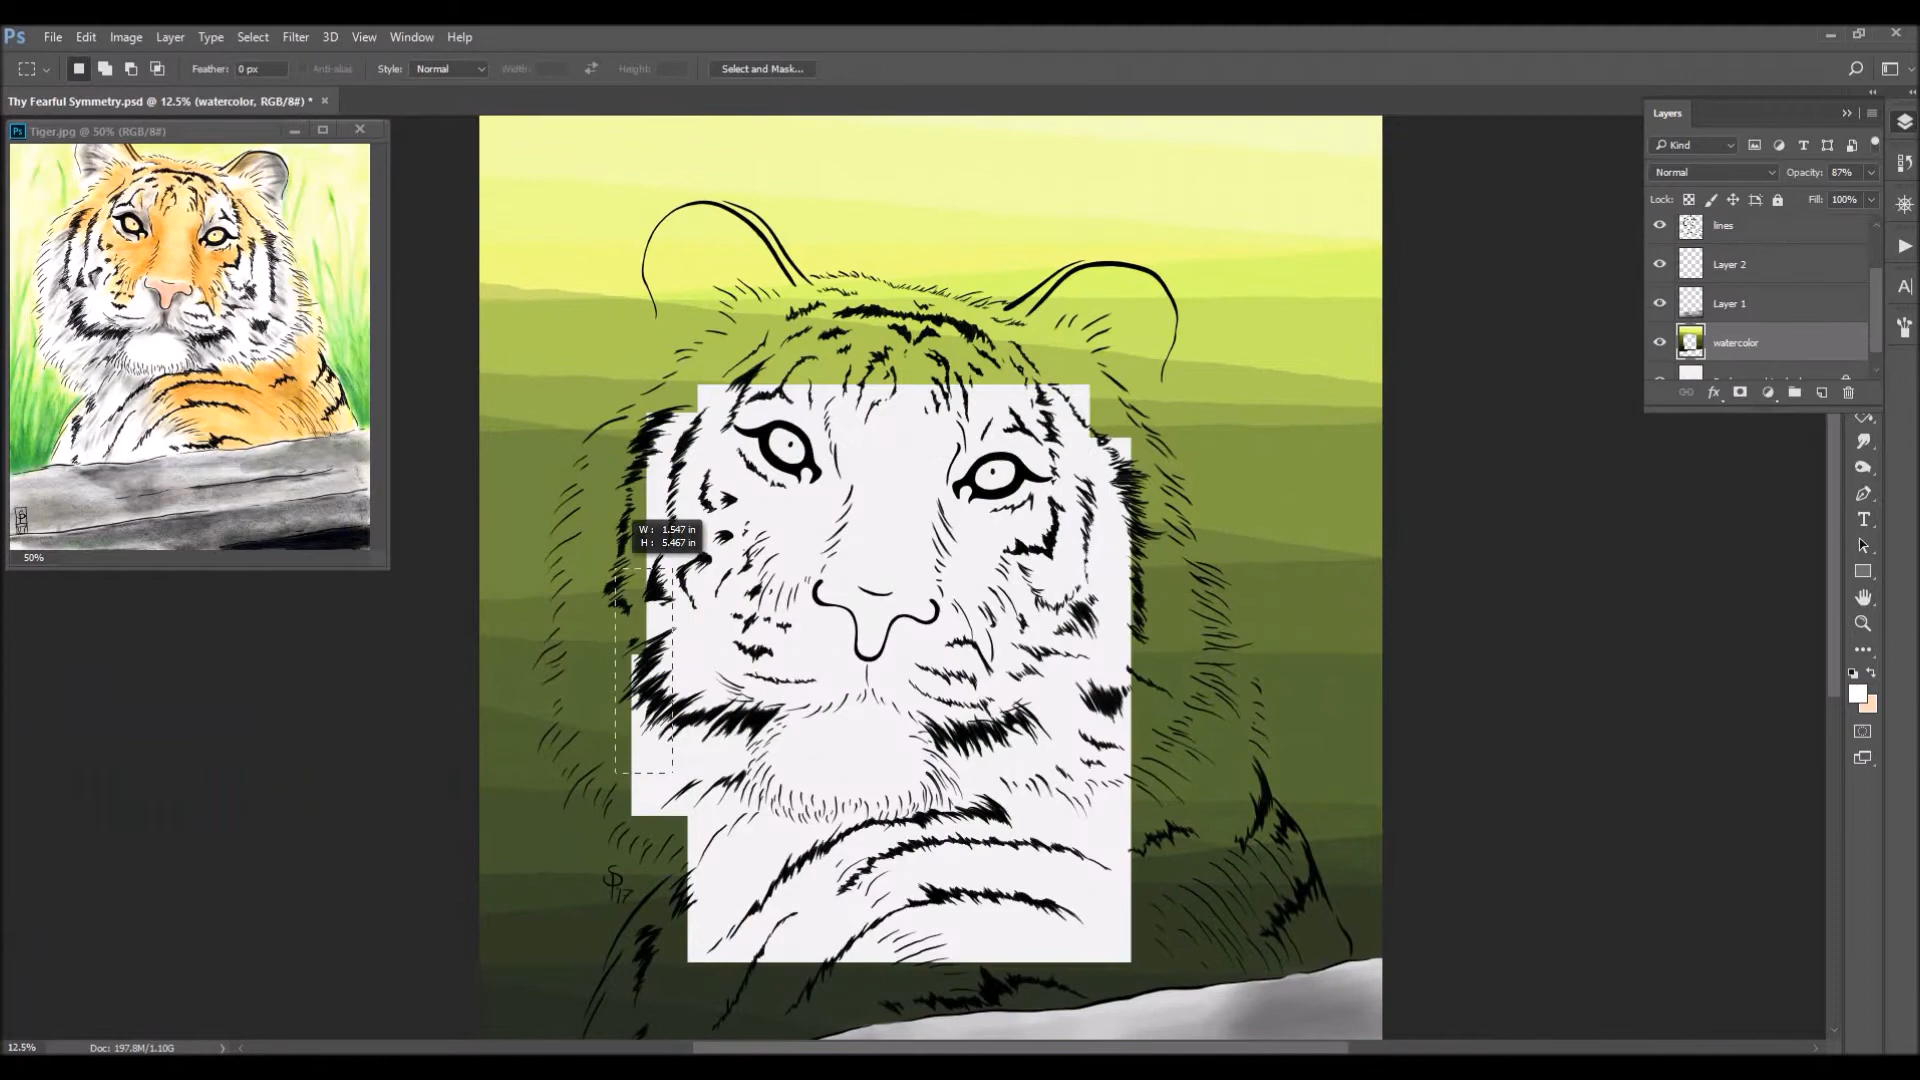 Ps File Edit Image Layer Type Select Filter 3D View Window Help
Feather: 0 px Anti-alias Style: Normal Width: Height: Select and Mask...
Thy Fearful Symmetry.psd @ 12.5% (watercolor, RGB/8#) *
Ps Tiger.jpg @ 50% (RGB/8#)
50%
W : 1.547 in
H : 5.467 in
Layers
Kind
Normal Opacity: 87%
Lock: Fill: 100%
lines
Layer 2
Layer 1
watercolor
fx
12.5% Doc: 197.8M/1.10G